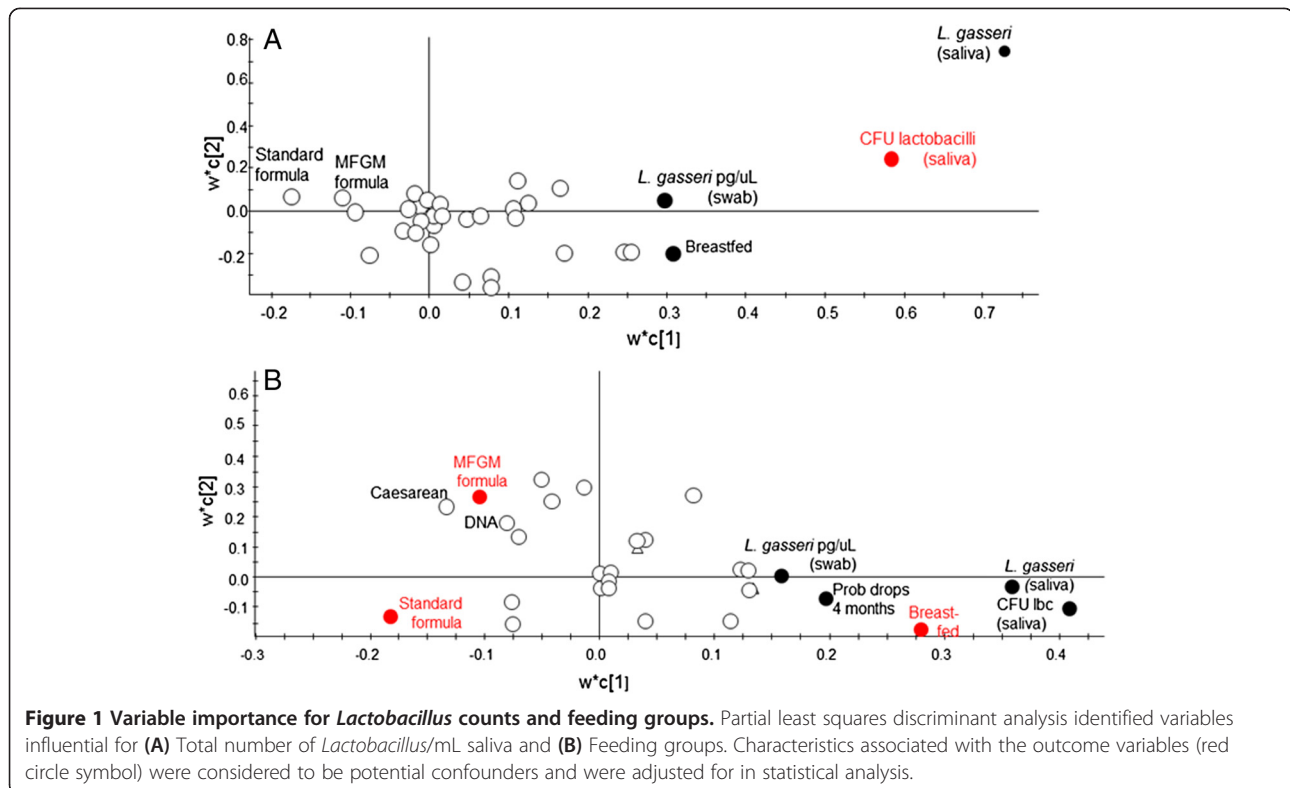 A
0.8
0.6
0.4
0.2
0.0
-0.2
w*c[2]
L. gasseri
(saliva)
CFU lactobacilli
(saliva)
Standard
formula
MFGM
formula
L. gasseri pg/uL
(swab)
Breastfed
-0.2 -0.1 0.0 0.1 0.2 0.3 0.4 0.5 0.6 0.7
w*c[1]
B
0.6
0.5
0.4
0.3
0.2
0.1
0.0
-0.1
w*c[2]
MFGM
formula
Caesarean
DNA
Standard
formula
L. gasseri pg/uL
(swab)
Prob drops
4 months
L. gasseri
(saliva)
CFU lbc
(saliva)
Breast-
fed
-0.3 -0.2 -0.1 0.0 0.1 0.2 0.3 0.4
w*c[1]
Figure 1 Variable importance for Lactobacillus counts and feeding groups. Partial least squares discriminant analysis identified variables
influential for (A) Total number of Lactobacillus/mL saliva and (B) Feeding groups. Characteristics associated with the outcome variables (red
circle symbol) were considered to be potential confounders and were adjusted for in statistical analysis.